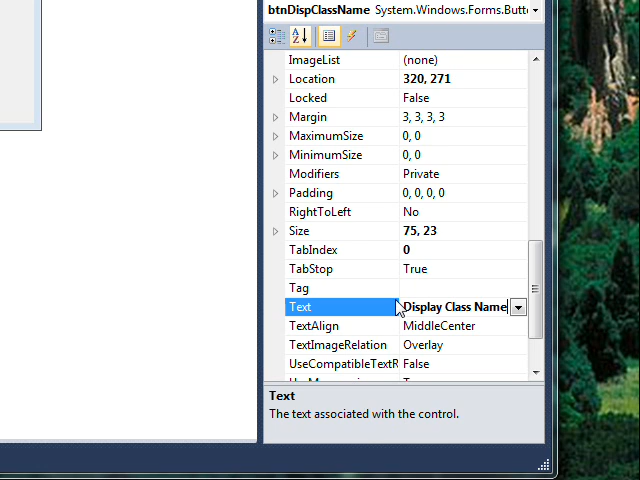 btnDispClassName System.Windows.Forms.Butt
A
Z
ImageList (none)
Location 320, 271
Locked False
Margin 3, 3, 3, 3
MaximumSize 0, 0
MinimumSize 0, 0
Modifiers Private
Padding 0, 0, 0, 0
RightToLeft No
Size 75, 23
TabIndex 0
TabStop True
Tag
Text Display Class Name
TextAlign MiddleCenter
TextImageRelation Overlay
UseCompatibleTextR False
Text
The text associated with the control.